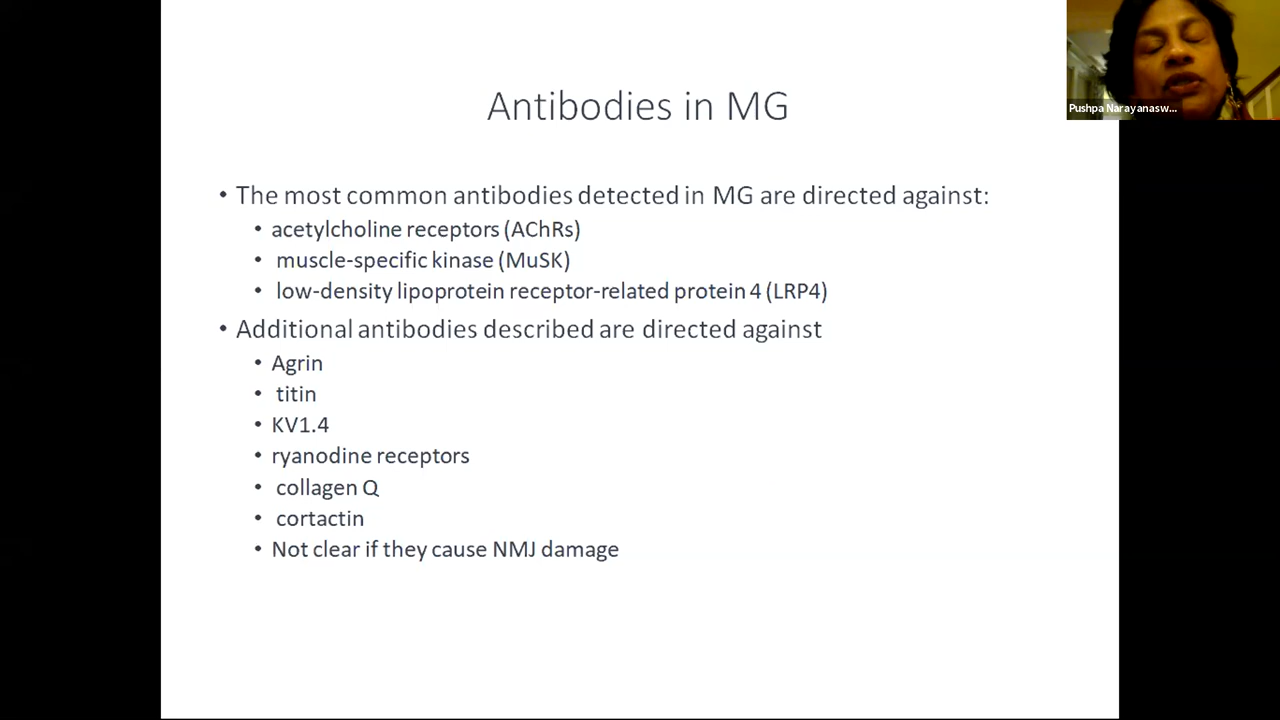 Antibodies in MG
Pushpa Narayanasw...
• The most common antibodies detected in MG are directed against:
• acetylcholine receptors (AChRs)
• muscle-specific kinase (MuSK)
• low-density lipoprotein receptor-related protein 4 (LRP4)
• Additional antibodies described are directed against
• Agrin
• titin
• KV1.4
• ryanodine receptors
• collagen Q
• cortactin
• Not clear if they cause NMJ damage